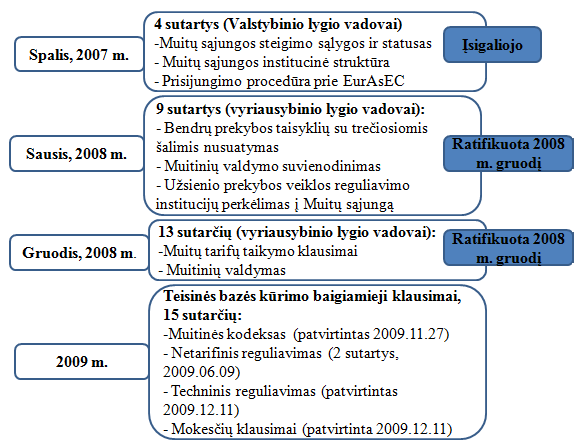 Spalis, 2007 m.
4 sutartys (Valstybinio lygio vadovai)
-Muitų sąjungos steigimo sąlygos ir statusas
- Muitų sąjungos institucinė struktūra
- Prisijungimo procedūra prie EurAsEC
Įsigaliojo
Sausis, 2008 m.
9 sutartys (vyriausybinio lygio vadovai):
- Bendrų prekybos taisyklių su trečiosiomis
šalimis nusuatymas
- Muitinių valdymo suvienodinimas
- Užsienio prekybos veiklos reguliavimo
institucijų perkėlimas į Muitų sąjungą
Ratifikuota 2008
m. gruodį
Gruodis, 2008 m.
13 sutarčių (vyriausybinio lygio vadovai):
-Muitų tarifų taikymo klausimai
- Muitinių valdymas
Ratifikuota 2008
m. gruodį
2009 m.
Teisinės bazės kūrimo baigiamieji klausimai,
15 sutarčių:
-Muitinės kodeksas (patvirtintas 2009.11.27)
- Netarifinis reguliavimas (2 sutartys,
2009.06.09)
- Techninis reguliavimas (patvirtintas
2009.12.11)
- Mokesčių klausimai (patvirtinta 2009.12.11)